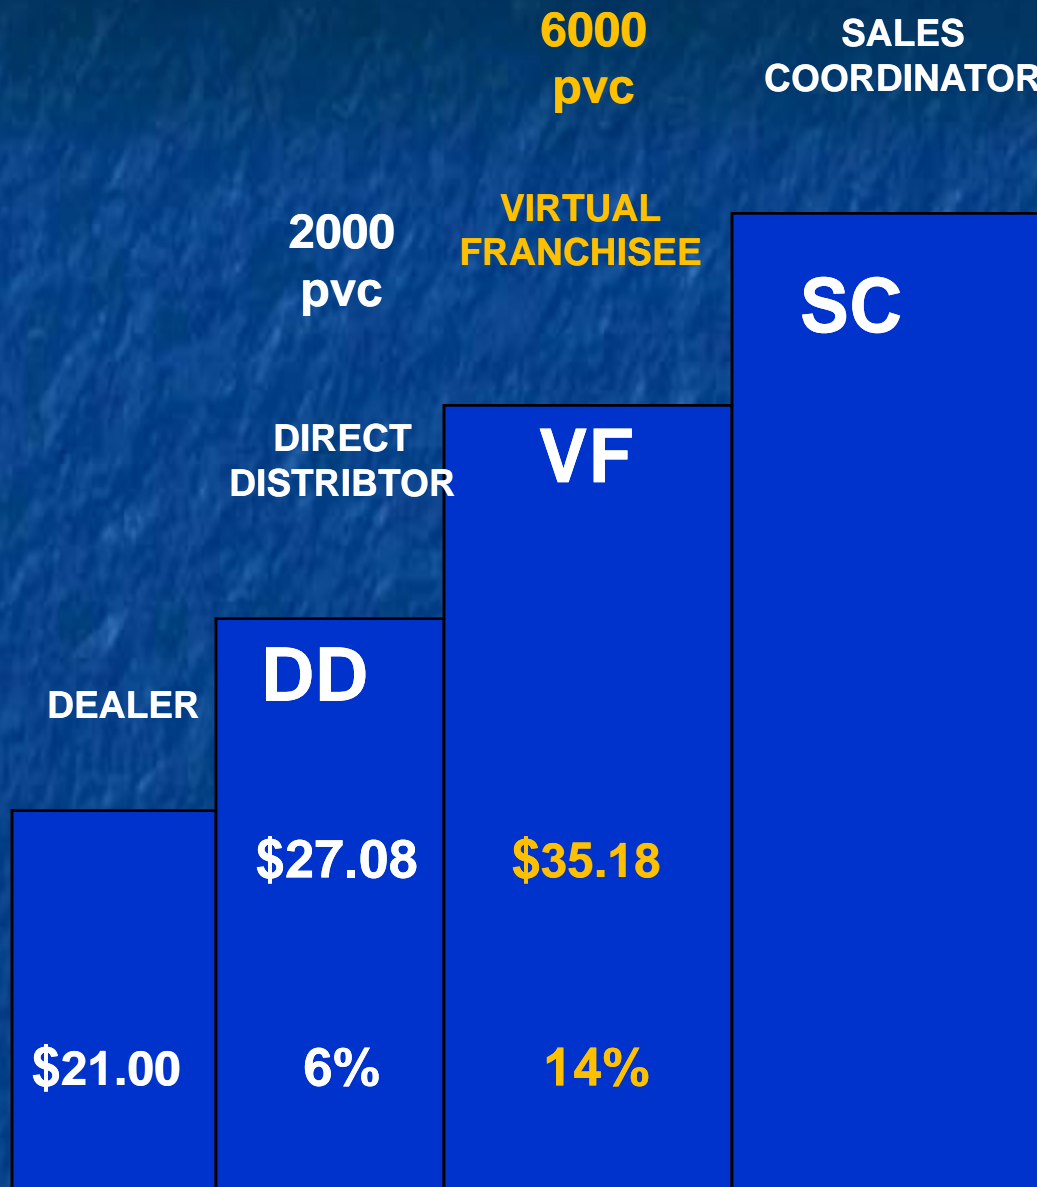 6000
pvc
SALES
COORDINATOR
2000
pvc
VIRTUAL
FRANCHISEE
SC
DIRECT
DISTRIBTOR
VF
DEALER
DD
$27.08
$35.18
$21.00
6%
14%